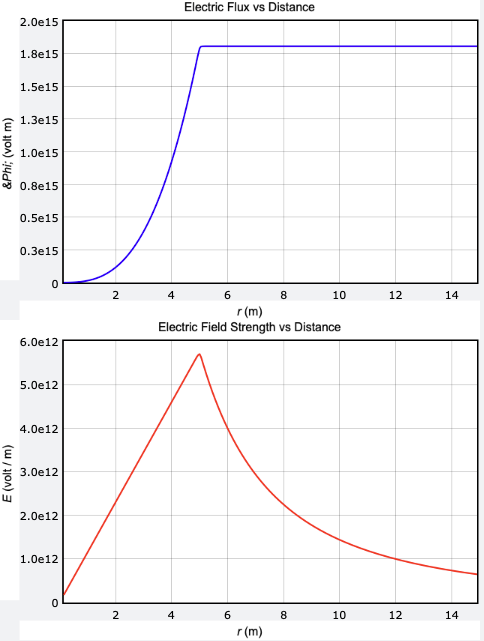 Electric Flux vs Distance
&Phi; (volt m)
2.0e15
1.8e15
1.5e15
1.3e15
1.0e15
0.8e15
0.5e15
0.3e15
0
2 4 6 8 10 12 14
r (m)
Electric Field Strength vs Distance
E (volt / m)
6.0e12
5.0e12
4.0e12
3.0e12
2.0e12
1.0e12
0
2 4 6 8 10 12 14
r (m)